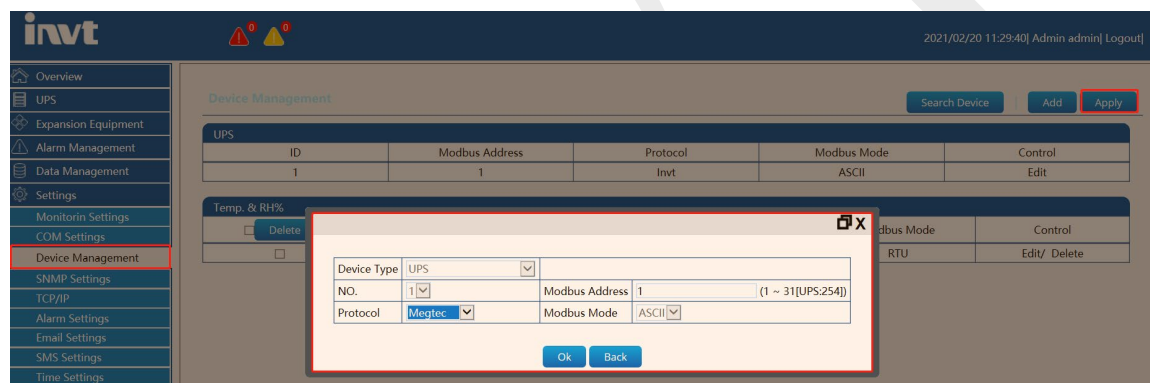 invt
0 0
2021/02/20 11:29:40| Admin admin| Logout|
Overview
UPS
Expansion Equipment
Alarm Management
Data Management
Settings
Monitorin Settings
COM Settings
Device Management
SNMP Settings
TCP/IP
Alarm Settings
Email Settings
SMS Settings
Time Settings
Device Management
Search Device | Add Apply
UPS
ID Modbus Address Protocol Modbus Mode Control
1 1 Invt ASCII Edit
Temp. & RH%
Delete dbus Mode Control
RTU Edit/ Delete
X
Device Type UPS
NO. 1 Modbus Address 1 (1 ~ 31[UPS:254])
Protocol Megtec Modbus Mode ASCII
Ok Back